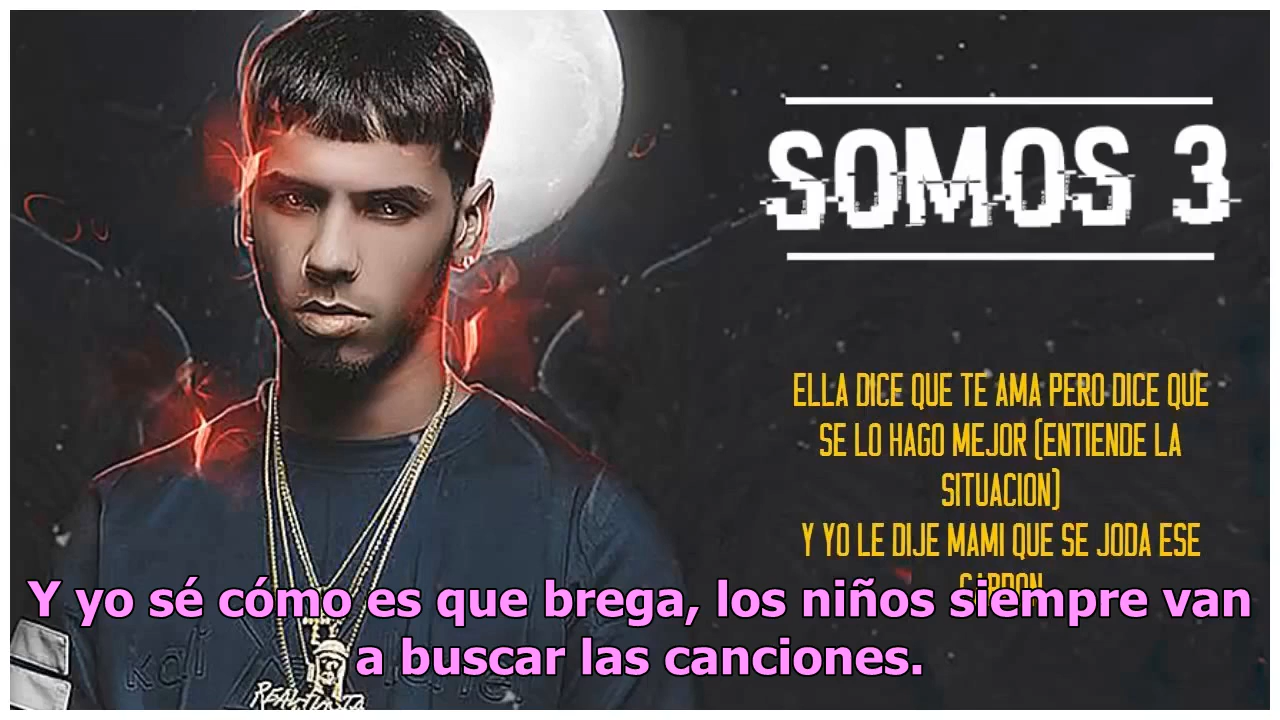 SOMOS 3
ELLA DICE QUE TE AMA PERO DICE QUE
SE LO HAGO MEJOR (ENTIENDE LA
SITUACION)
Y YO LE DIJE MAMI QUE SE JODA ESE
CABRON
Y yo sé cómo es que brega, los niños siempre van
a buscar las canciones.